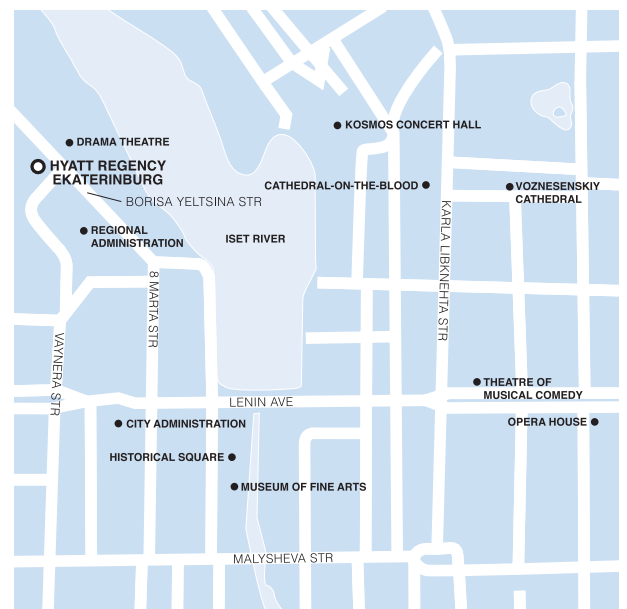 KOSMOS CONCERT HALL
DRAMA THEATRE
HYATT REGENCY
EKATERINBURG
CATHEDRAL-ON-THE-BLOOD
VOZNESENSKIY
CATHEDRAL
BORISA YELTSINA STR
REGIONAL
ADMINISTRATION
ISET RIVER
KARLA LIBKNEHTA STR
8 MARTA STR
VAYNERA STR
THEATRE OF
MUSICAL COMEDY
LENIN AVE
CITY ADMINISTRATION
OPERA HOUSE
HISTORICAL SQUARE
MUSEUM OF FINE ARTS
MALYSHEVA STR